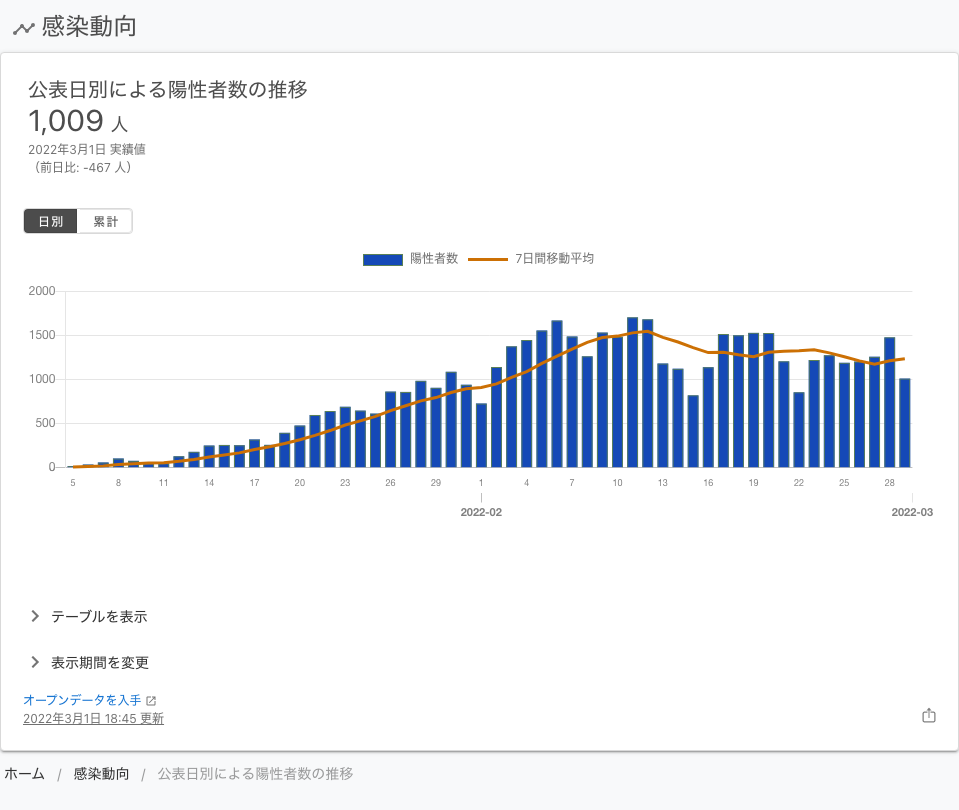 感染動向
公表日別による陽性者数の推移
1,009 人
2022年3月1日 実績値
（前日比: -467 人）
日別 累計
陽性者数 7日間移動平均
2000
1500
1000
500
0
5 8 11 14 17 20 23 26 29 1 4 7 10 13 16 19 22 25 28
2022-02 2022-03
テーブルを表示
表示期間を変更
オープンデータを入手
2022年3月1日 18:45 更新
ホーム / 感染動向 / 公表日別による陽性者数の推移